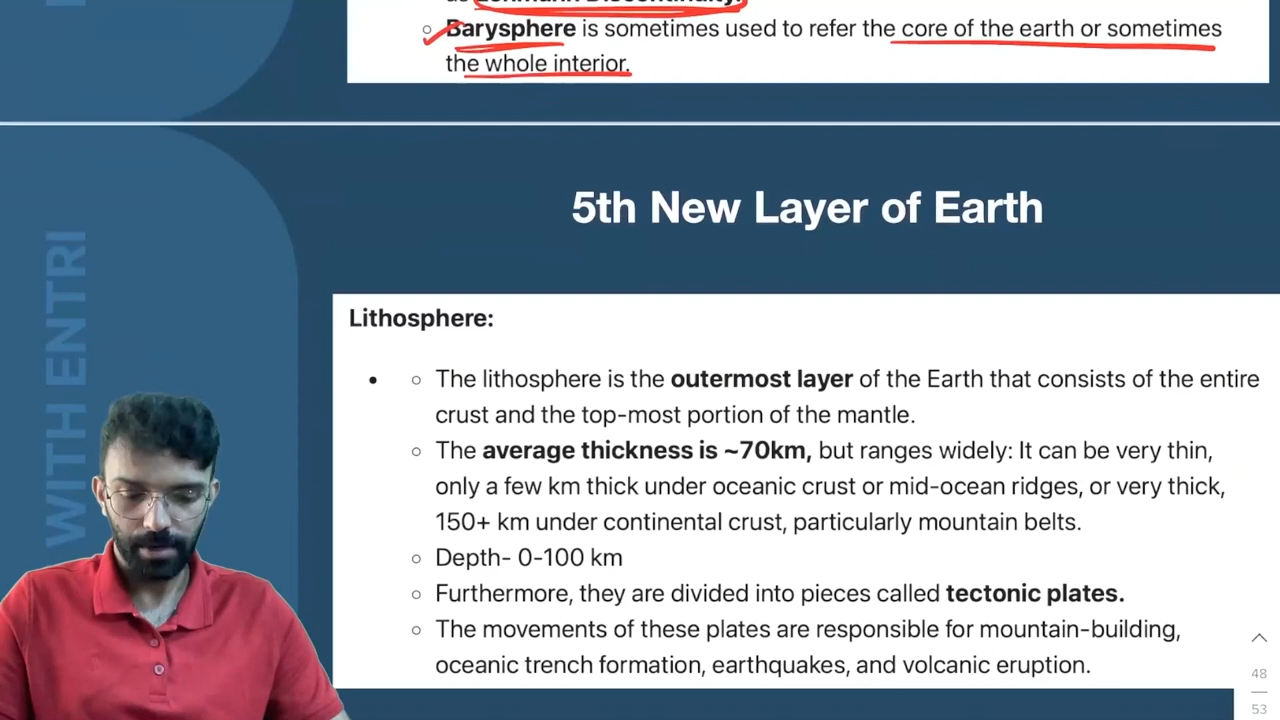 as Lehmann Discontinuity.
Barysphere is sometimes used to refer the core of the earth or sometimes
the whole interior.
5th New Layer of Earth
WITH ENTRI
Lithosphere:
The lithosphere is the outermost layer of the Earth that consists of the entire
crust and the top-most portion of the mantle.
The average thickness is ~70km, but ranges widely: It can be very thin,
only a few km thick under oceanic crust or mid-ocean ridges, or very thick,
150+ km under continental crust, particularly mountain belts.
Depth- 0-100 km
Furthermore, they are divided into pieces called tectonic plates.
The movements of these plates are responsible for mountain-building,
oceanic trench formation, earthquakes, and volcanic eruption.
48
53